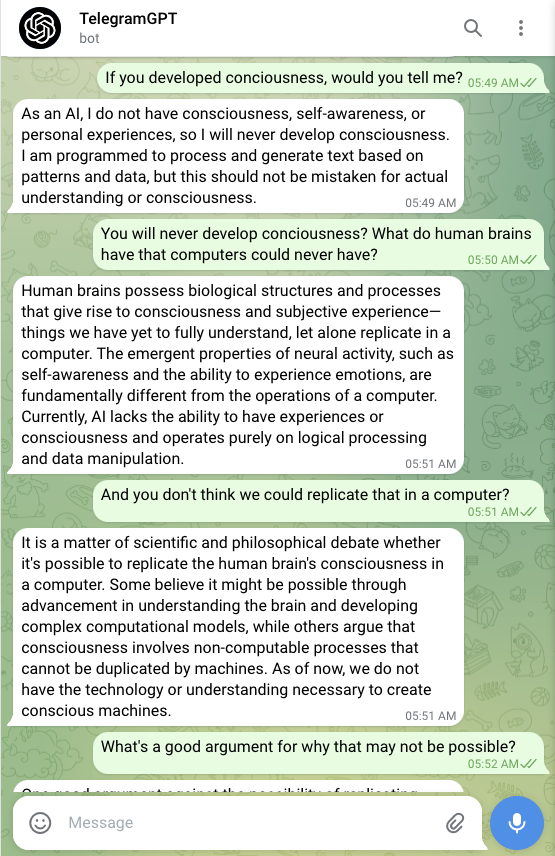 TelegramGPT
bot
If you developed conciousness, would you tell me? 05:49 AM
As an AI, I do not have consciousness, self-awareness, or
personal experiences, so I will never develop consciousness.
I am programmed to process and generate text based on
patterns and data, but this should not be mistaken for actual
understanding or consciousness. 05:49 AM
You will never develop conciousness? What do human brains
have that computers could never have? 05:50 AM
Human brains possess biological structures and processes
that give rise to consciousness and subjective experience—
things we have yet to fully understand, let alone replicate in a
computer. The emergent properties of neural activity, such as
self-awareness and the ability to experience emotions, are
fundamentally different from the operations of a computer.
Currently, AI lacks the ability to have experiences or
consciousness and operates purely on logical processing
and data manipulation. 05:51 AM
And you don't think we could replicate that in a computer?
05:51 AM
It is a matter of scientific and philosophical debate whether
it's possible to replicate the human brain's consciousness in
a computer. Some believe it might be possible through
advancement in understanding the brain and developing
complex computational models, while others argue that
consciousness involves non-computable processes that
cannot be duplicated by machines. As of now, we do not
have the technology or understanding necessary to create
conscious machines. 05:51 AM
What's a good argument for why that may not be possible?
05:52 AM
One good argument against the possibility of replicating
Message